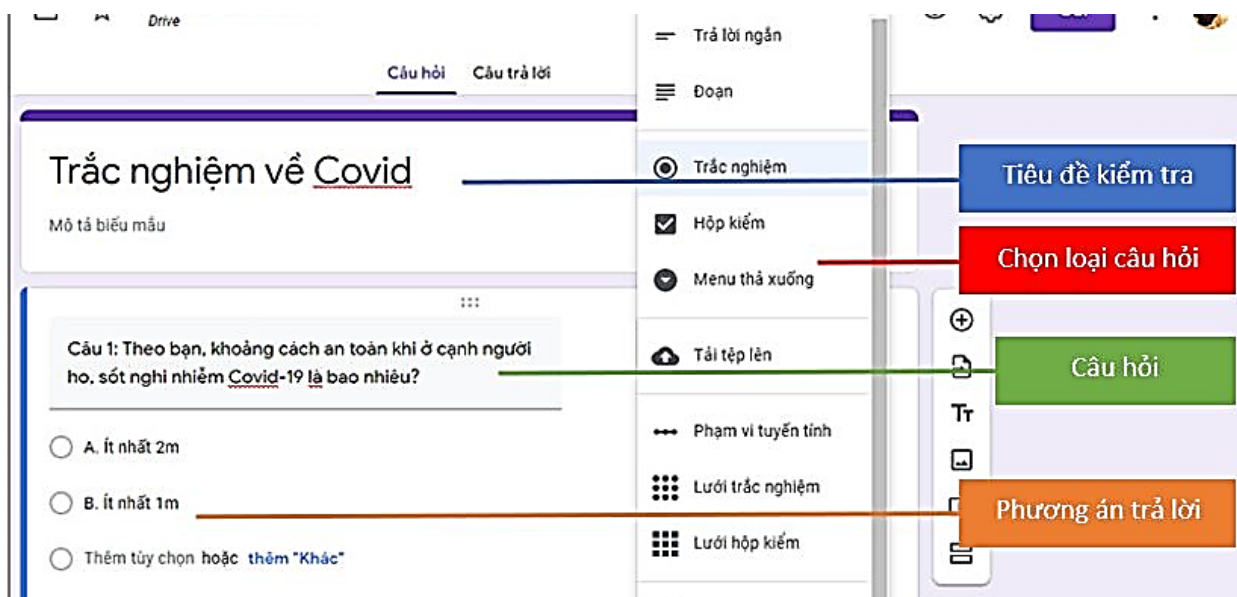 Drive
Câu hỏi Câu trả lời
Trắc nghiệm về Covid
Mô tả biểu mẫu
Câu 1: Theo bạn, khoảng cách an toàn khi ở cạnh người
ho, sốt nghi nhiễm Covid-19 là bao nhiêu?
A. Ít nhất 2m
B. Ít nhất 1m
Thêm tùy chọn hoặc thêm "Khác"
Trả lời ngắn
Đoạn
Trắc nghiệm
Hộp kiểm
Menu thả xuống
Tải tệp lên
Phạm vi tuyến tính
Lưới trắc nghiệm
Lưới hộp kiểm
Tiêu đề kiểm tra
Chọn loại câu hỏi
Câu hỏi
Tт
Phương án trả lời